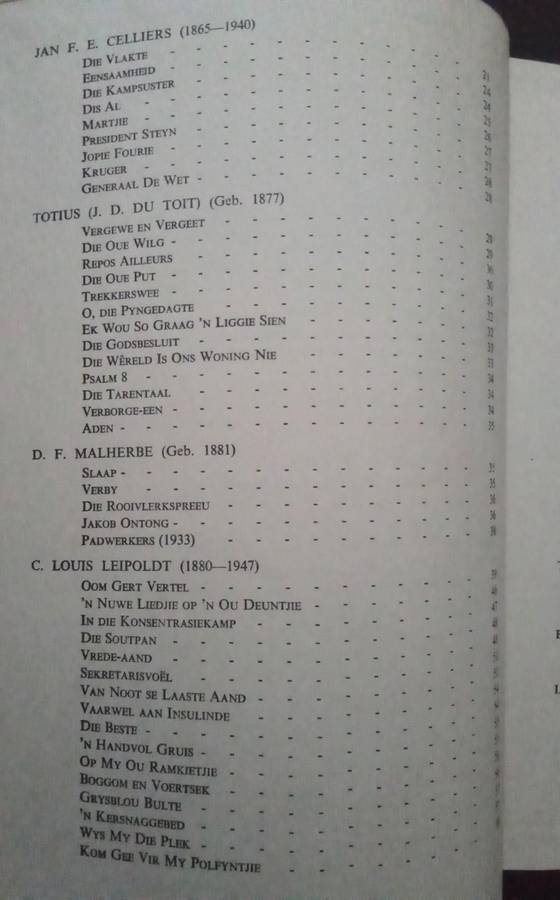 JAN F. E. CELLIERS (1865—1940)
DIE VLAKTE
EENSAAMHEID
DIE KAMPSUSTER
DIS AL
MARTJIE
PRESIDENT STEYN
JOPIE FOURIE
KRUGER
GENERAAL DE WET
TOTIUS (J. D. DU TOIT) (Geb. 1877)
VERGEWE EN VERGEET
DIE OUE WILG
REPOS AILLEURS
DIE OUE PUT
TREKKERSWEE
O, DIE PYNGEDAGTE
EK WOU SO GRAAG 'N LIGGIE SIEN
DIE GODSBESLUIT
DIE WÊRELD IS ONS WONING NIE
PSALM 8
DIE TARENTAAL
VERBORGE-EEN
ADEN
D. F. MALHERBE (Geb. 1881)
SLAAP
VERBY
DIE ROOIVLERKSPREEU
JAKOB ONTONG
PADWERKERS (1933)
C. LOUIS LEIPOLDT (1880—1947)
OOM GERT VERTEL
'N NUWE LIEDJIE OP 'N OU DEUNTJIE
IN DIE KONSENTRASIEKAMP
DIE SOUTPAN
VREDE-AAND
SEKRETARISVOËL
VAN NOOT SE LAASTE AAND
VAARWEL AAN INSULINDE
DIE BESTE
'N HANDVOL GRUIS
OP MY OU RAMKIETJIE
BOGGOM EN VOERTSEK
GRYSBLOU BULTE
'N KERSNAGGEBED
WYS MY DIE PLEK
KOM GEE VIR MY POLFYNTJIE